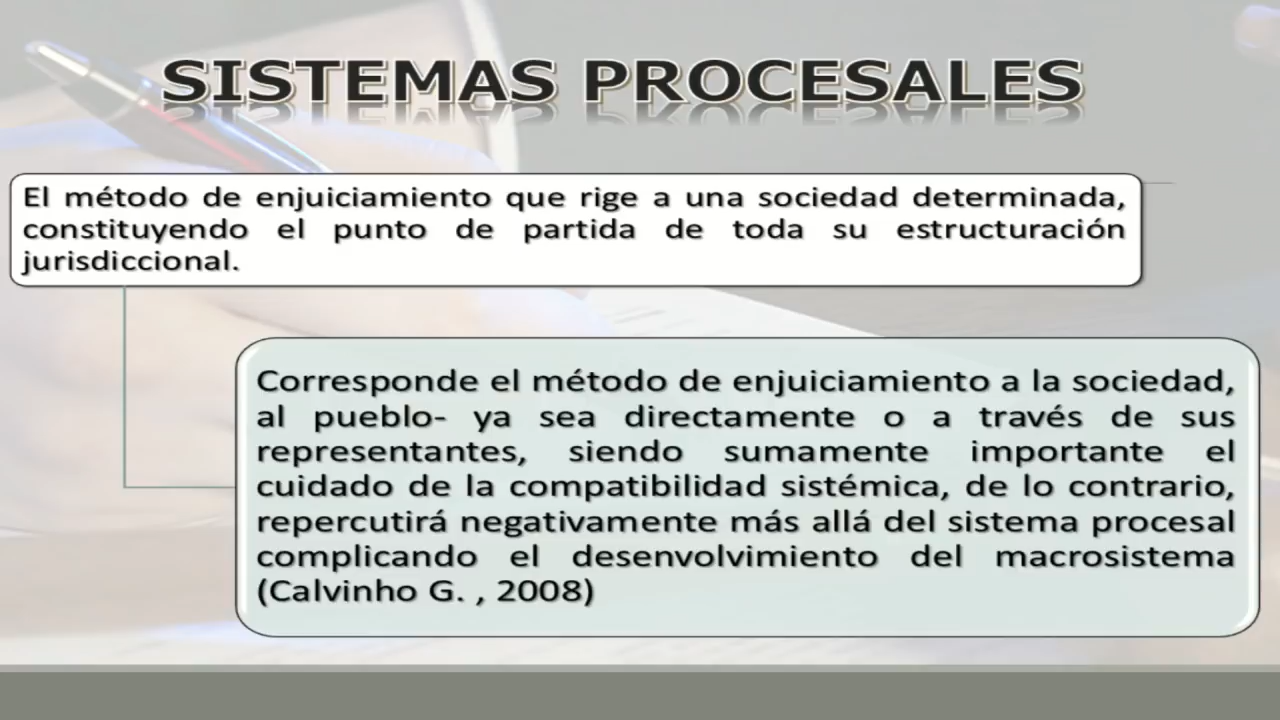 SISTEMAS PROCESALES
El método de enjuiciamiento que rige a una sociedad determinada,
constituyendo el punto de partida de toda su estructuración
jurisdiccional.
Corresponde el método de enjuiciamiento a la sociedad,
al pueblo- ya sea directamente o a través de sus
representantes, siendo sumamente importante el
cuidado de la compatibilidad sistémica, de lo contrario,
repercutirá negativamente más allá del sistema procesal
complicando el desenvolvimiento del macrosistema
(Calvinho G. , 2008)